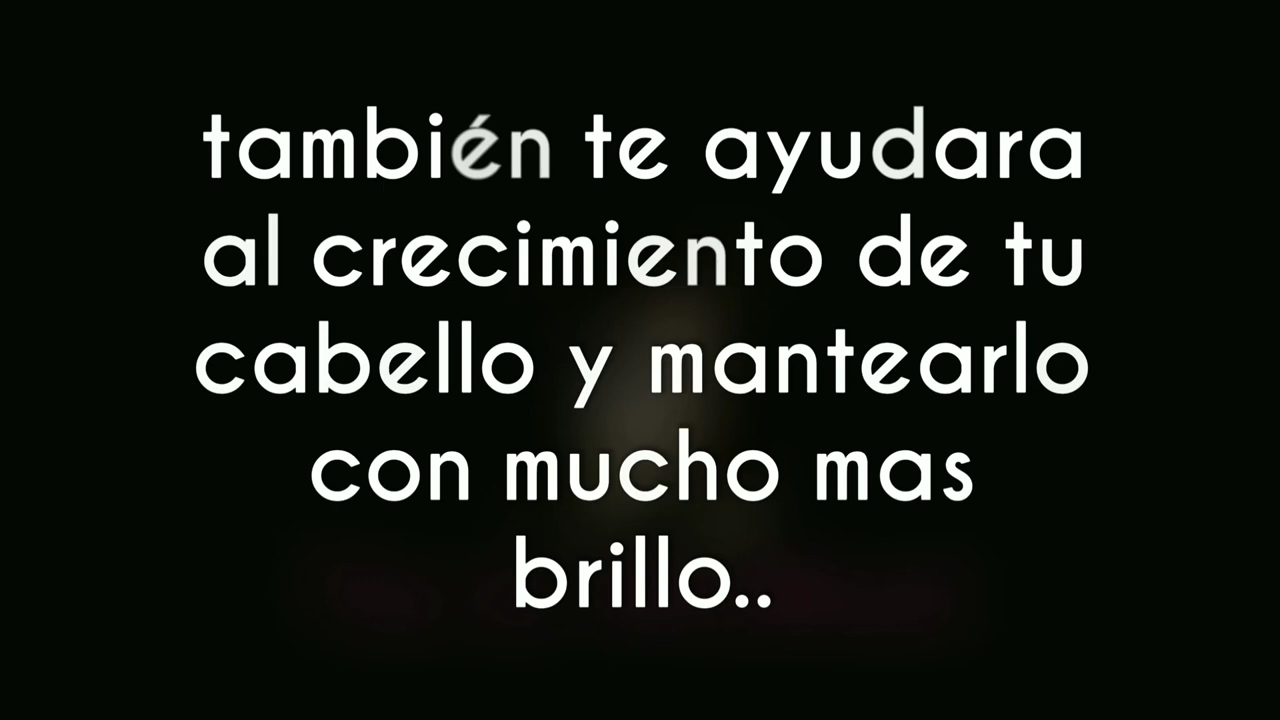 también te ayudara
al crecimiento de tu
cabello y mantearlo
con mucho mas
brillo..